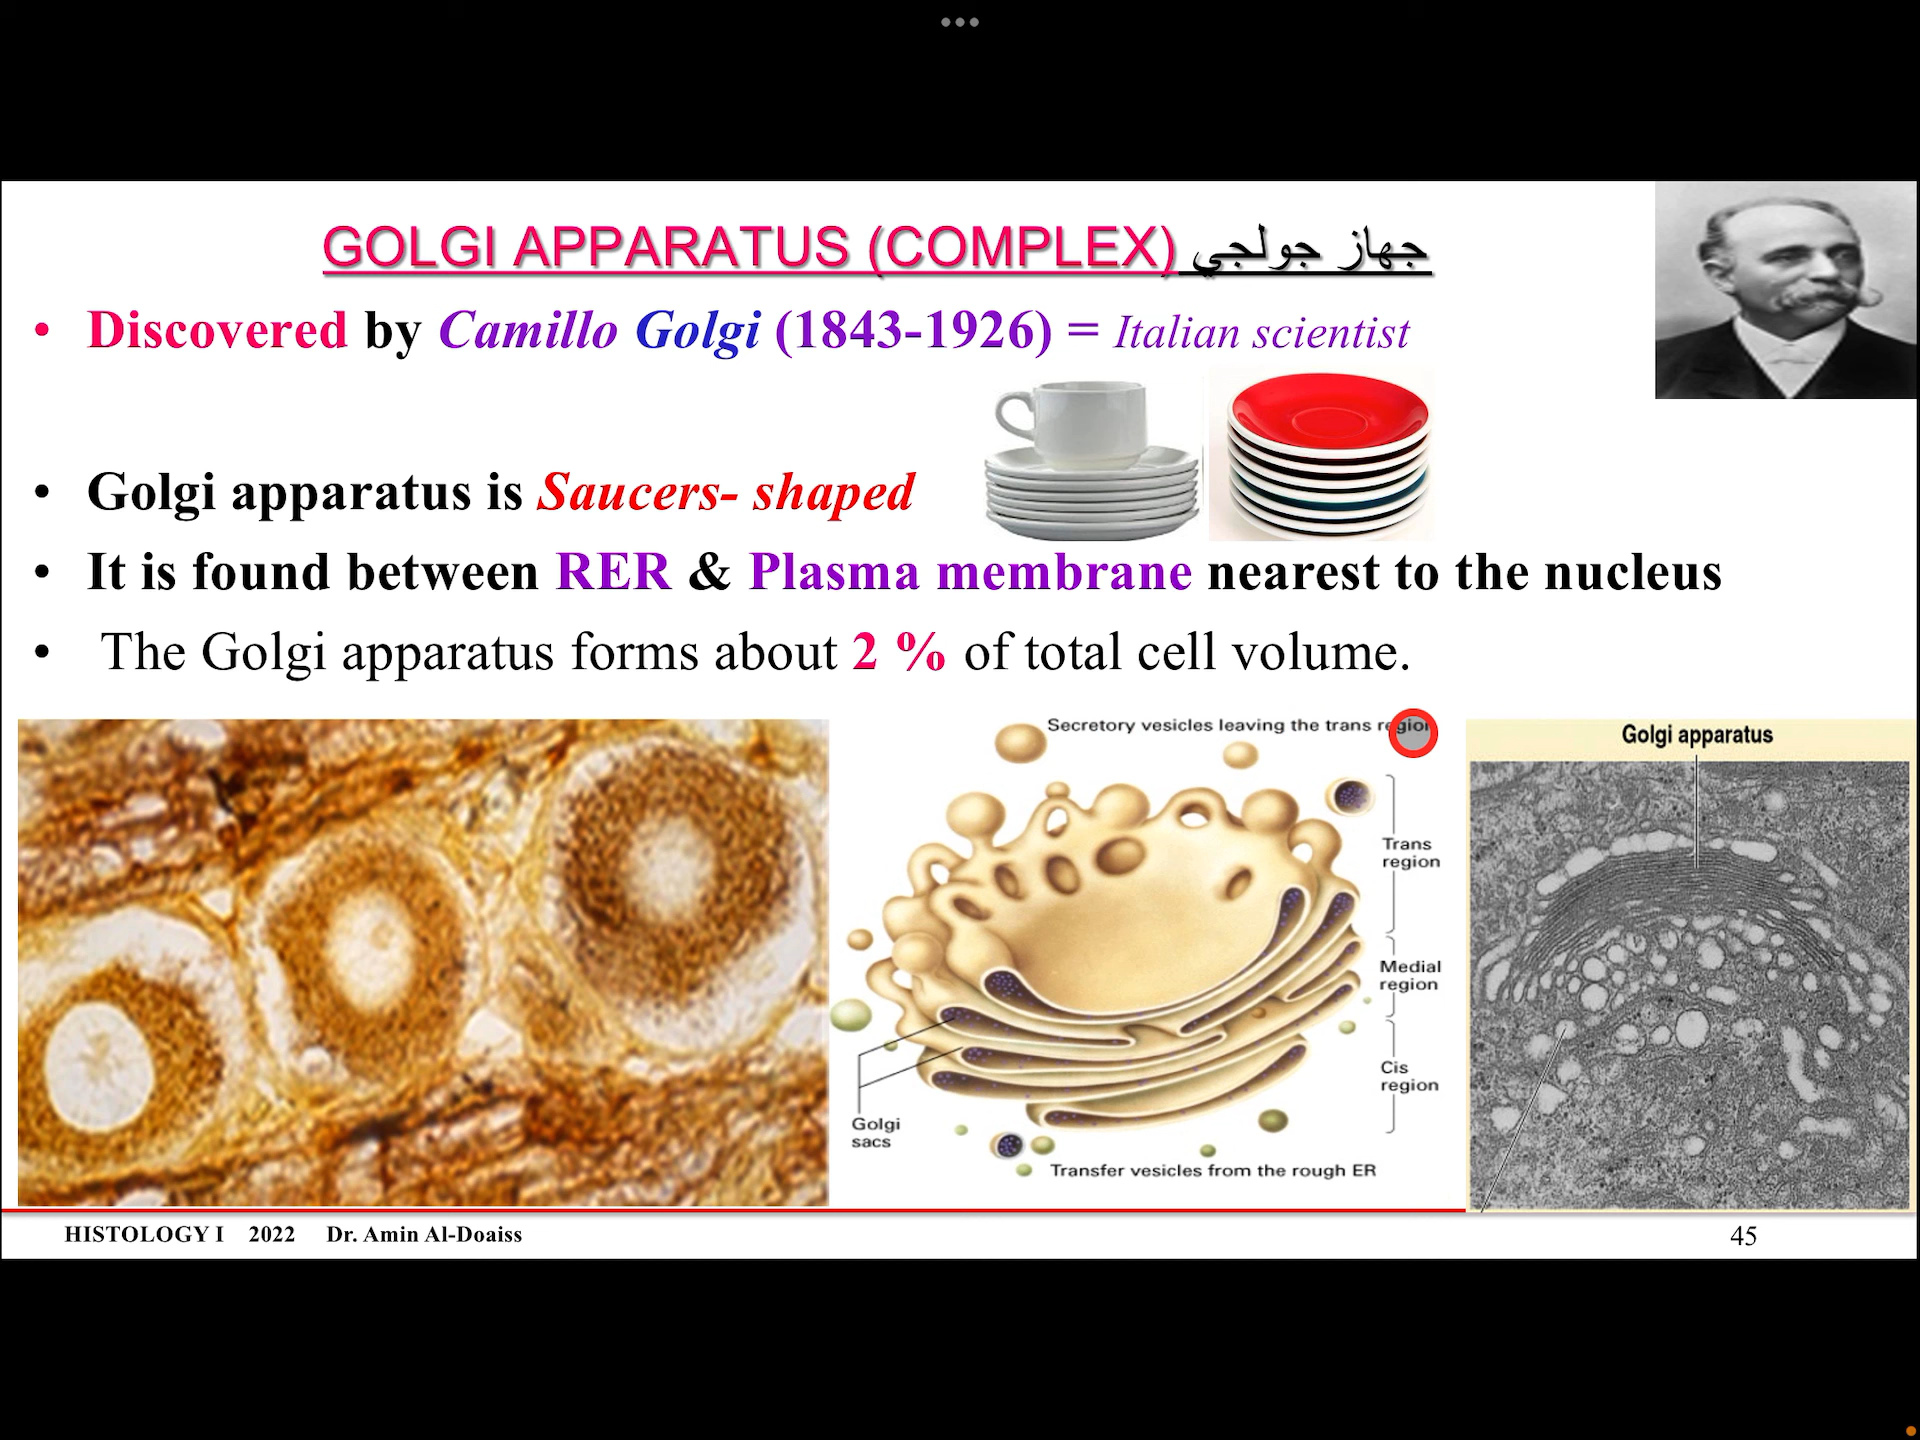 GOLGI APPARATUS (COMPLEX) جهاز جولجي
• Discovered by Camillo Golgi (1843-1926) = Italian scientist
• Golgi apparatus is Saucers- shaped
• It is found between RER & Plasma membrane nearest to the nucleus
• The Golgi apparatus forms about 2 % of total cell volume.
Secretory vesicles leaving the trans region
Trans
region
Medial
region
Cis
region
Golgi
sacs
Transfer vesicles from the rough ER
Golgi apparatus
HISTOLOGY I 2022 Dr. Amin Al-Doaiss
45